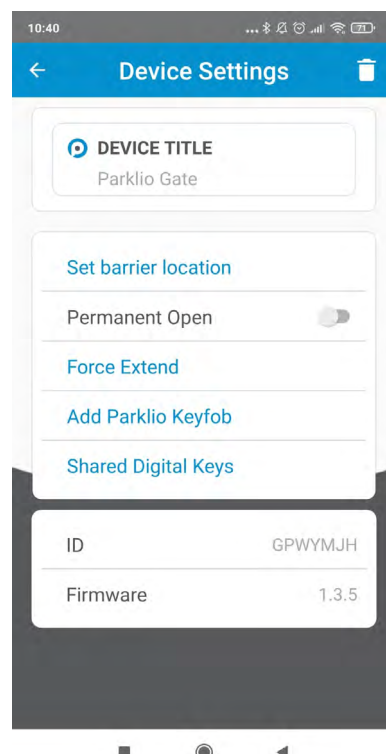 10:40
71
Device Settings
DEVICE TITLE
Parklio Gate
Set barrier location
Permanent Open
Force Extend
Add Parklio Keyfob
Shared Digital Keys
ID GPWYMJH
Firmware 1.3.5